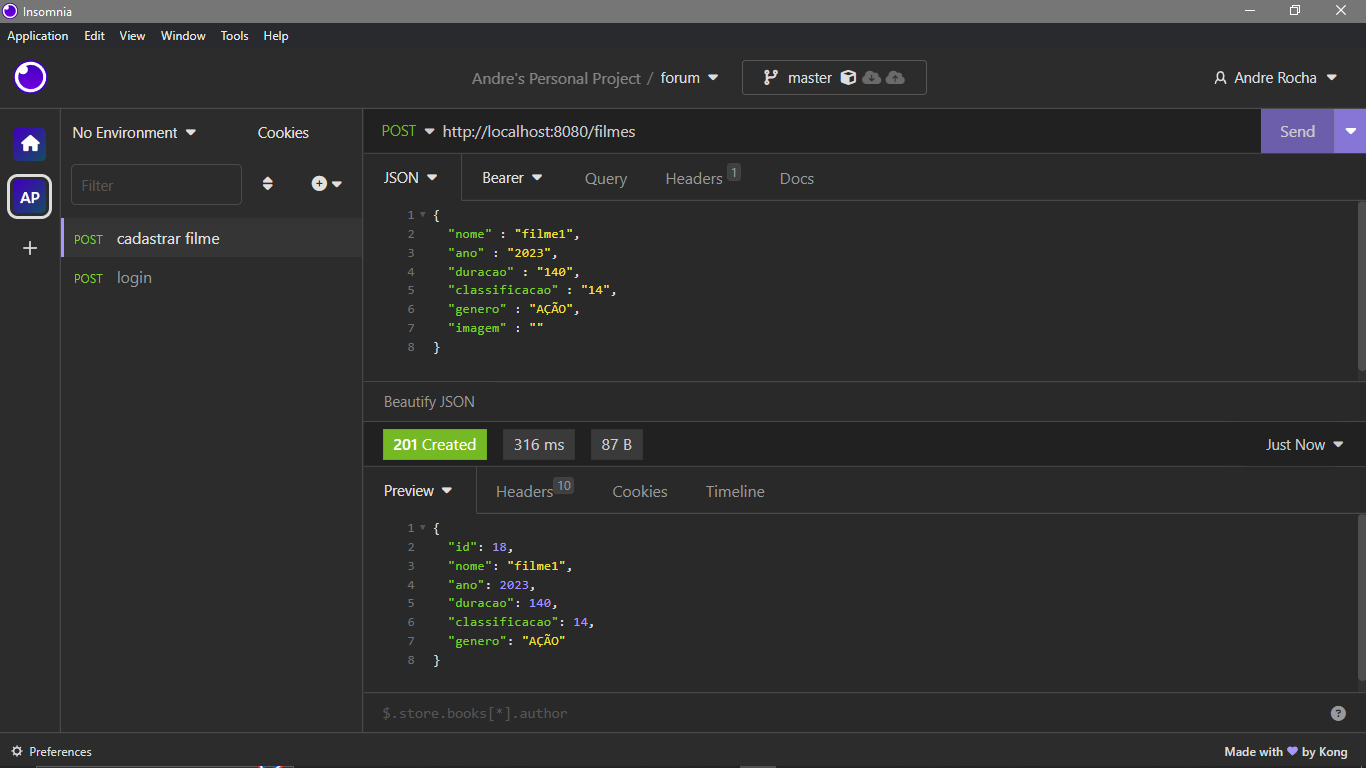 Insomnia
Application Edit View Window Tools Help
Andre's Personal Project / forum master Andre Rocha
No Environment Cookies POST http://localhost:8080/filmes Send
JSON Bearer Query Headers 1 Docs
Filter
AP
POST cadastrar filme
POST login
1 {
2 "nome" : "filme1",
3 "ano" : "2023",
4 "duracao" : "140",
5 "classificacao" : "14",
6 "genero" : "AÇÃO",
7 "imagem" : ""
8 }
Beautify JSON
201 Created 316 ms 87 B Just Now
Preview Headers 10 Cookies Timeline
1 {
2 "id": 18,
3 "nome": "filme1",
4 "ano": 2023,
5 "duracao": 140,
6 "classificacao": 14,
7 "genero": "AÇÃO"
8 }
$.store.books[*].author ?
Preferences Made with 💜 by Kong